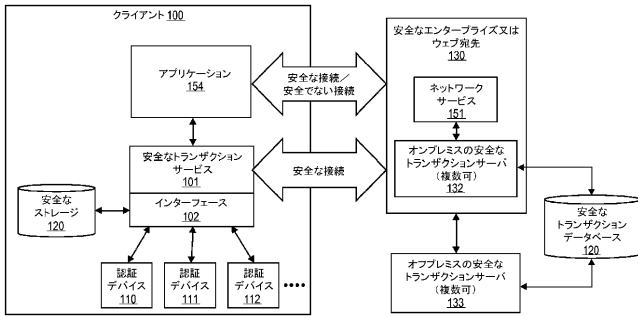 クライアント 100
アプリケーション
154
安全なトランザクション
サービス
101
インターフェース
102
安全な
ストレージ
120
認証
デバイス
110
認証
デバイス
111
認証
デバイス
112
安全な接続／
安全でない接続
安全な接続
安全なエンタープライズ又は
ウェブ宛先
130
ネットワーク
サービス
151
オンプレミスの安全な
トランザクションサーバ
(複数可)
132
オフプレミスの安全な
トランザクションサーバ
(複数可)
133
安全な
トランザクション
データベース
120